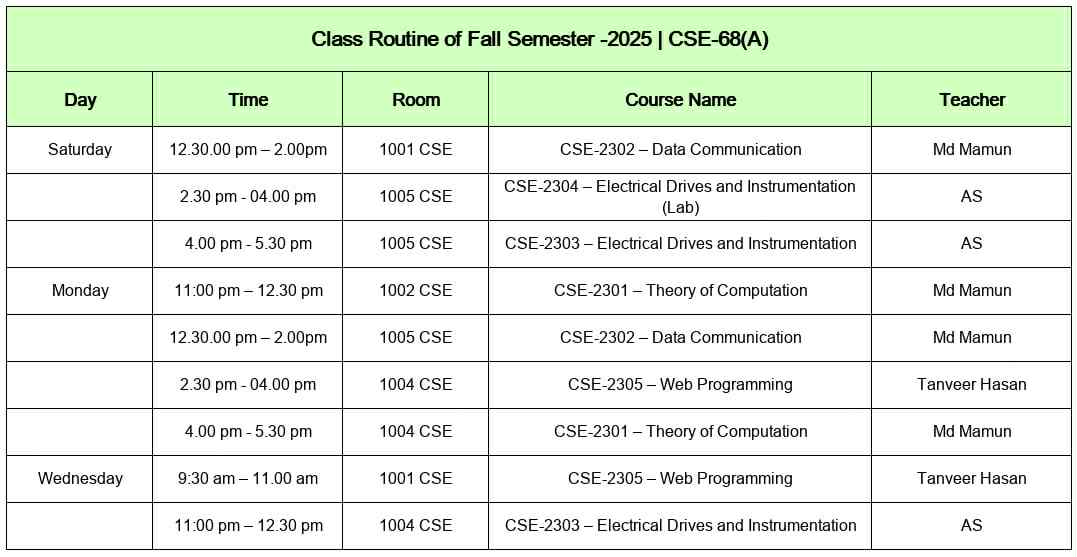 Class Routine of Fall Semester -2025 | CSE-68(A)
Day Time Room Course Name Teacher
Saturday 12.30.00 pm – 2.00pm 1001 CSE CSE-2302 – Data Communication Md Mamun
2.30 pm - 04.00 pm 1005 CSE CSE-2304 – Electrical Drives and Instrumentation
(Lab) AS
4.00 pm - 5.30 pm 1005 CSE CSE-2303 – Electrical Drives and Instrumentation AS
Monday 11:00 pm – 12.30 pm 1002 CSE CSE-2301 – Theory of Computation Md Mamun
12.30.00 pm – 2.00pm 1005 CSE CSE-2302 – Data Communication Md Mamun
2.30 pm - 04.00 pm 1004 CSE CSE-2305 – Web Programming Tanveer Hasan
4.00 pm - 5.30 pm 1004 CSE CSE-2301 – Theory of Computation Md Mamun
Wednesday 9:30 am – 11.00 am 1001 CSE CSE-2305 – Web Programming Tanveer Hasan
11:00 pm – 12.30 pm 1004 CSE CSE-2303 – Electrical Drives and Instrumentation AS